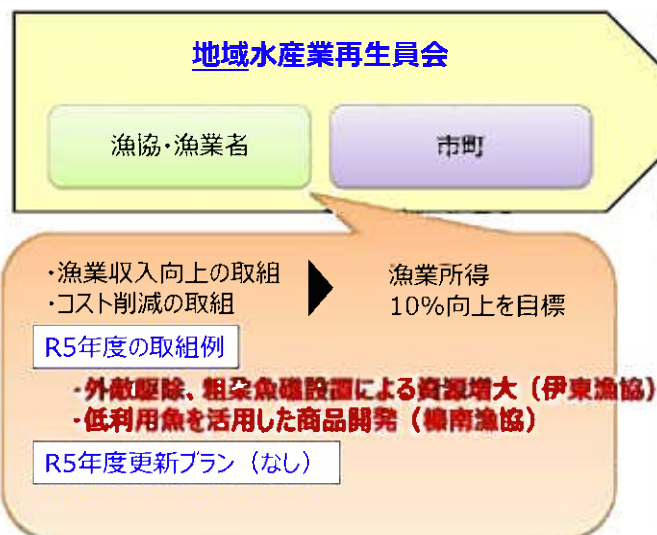 地域水産業再生員会
漁協・漁業者
市町
・漁業収入向上の取組
・コスト削減の取組
漁業所得
10%向上を目標
R5年度の取組例
・外敵駆除、粗朶魚礁設置による資源増大（伊東漁協）
・低利用魚を活用した商品開発（榛南漁協）
R5年度更新プラン（なし）